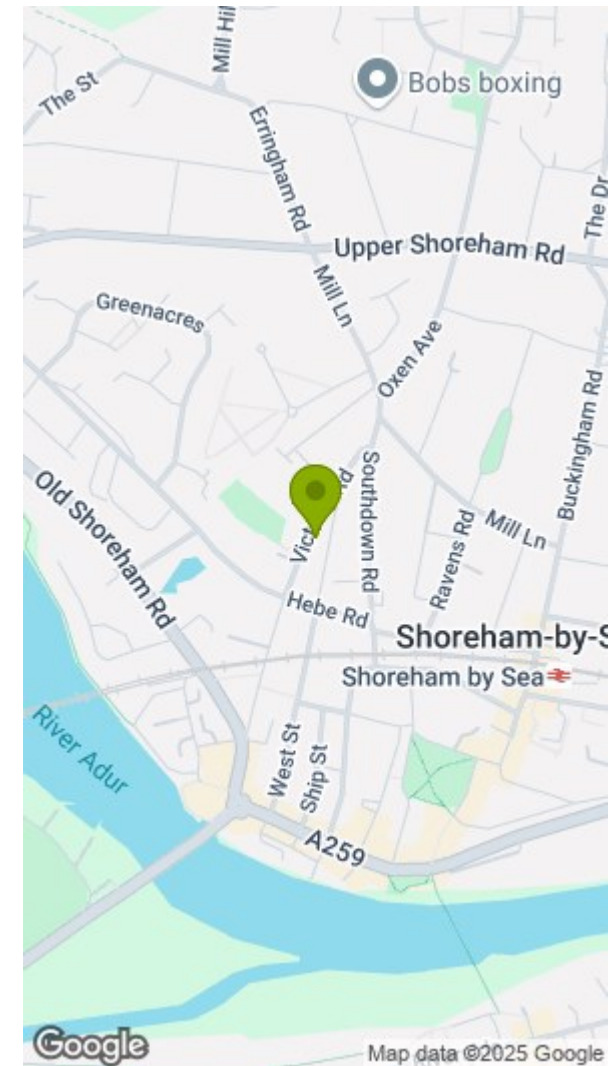 Mill Hil
The St
Bobs boxing
Erringham Rd
The Dr
Upper Shoreham Rd
Mill Ln
Greenacres
Oxen Ave
Buckingham Rd
Southdown Rd
Old Shoreham Rd
Vict
Rd
Ravens Rd
Mill Ln
Hebe Rd
Shoreham-by-S
Shoreham by Sea
River Adur
West St
Ship St
A259
Google
Map data ©2025 Google